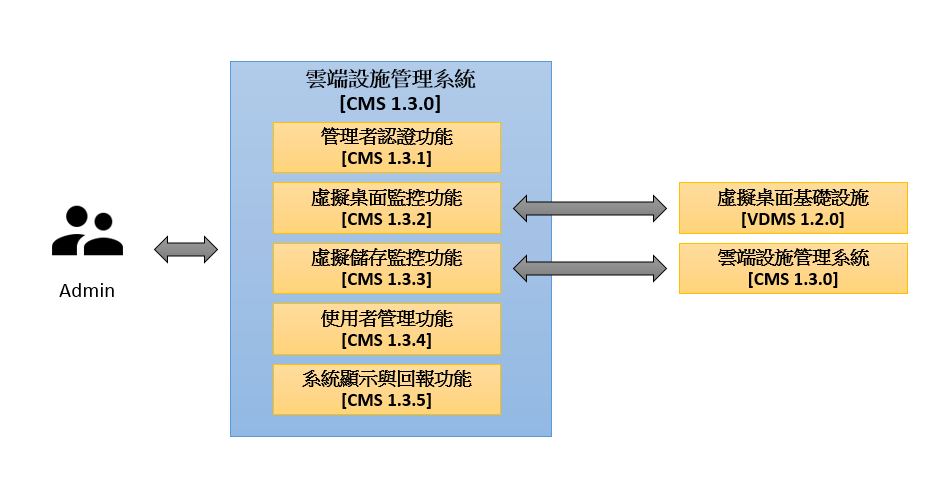 雲端設施管理系統
[CMS 1.3.0]
管理者認證功能
[CMS 1.3.1]
虛擬桌面監控功能
[CMS 1.3.2]
虛擬桌面基礎設施
[VDMS 1.2.0]
虛擬儲存監控功能
[CMS 1.3.3]
雲端設施管理系統
[CMS 1.3.0]
Admin
使用者管理功能
[CMS 1.3.4]
系統顯示與回報功能
[CMS 1.3.5]